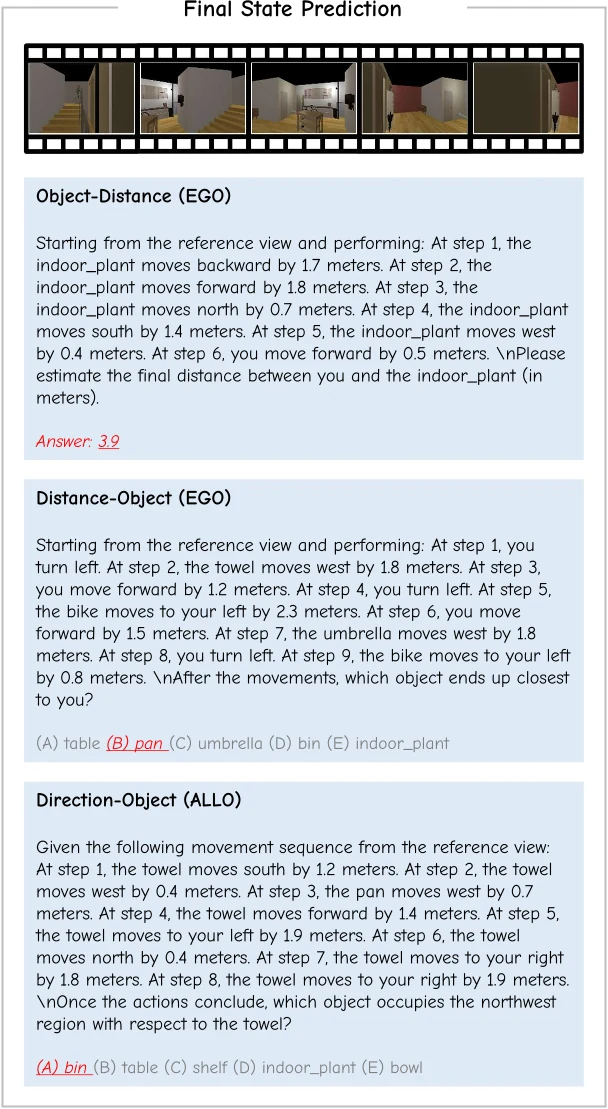 Final State Prediction
Object-Distance (EGO)
Starting from the reference view and performing: At step 1, the
indoor_plant moves backward by 1.7 meters. At step 2, the
indoor_plant moves forward by 1.8 meters. At step 3, the
indoor_plant moves north by 0.7 meters. At step 4, the indoor_plant
moves south by 1.4 meters. At step 5, the indoor_plant moves west
by 0.4 meters. At step 6, you move forward by 0.5 meters. \nPlease
estimate the final distance between you and the indoor_plant (in
meters).
Answer: 3.9
Distance-Object (EGO)
Starting from the reference view and performing: At step 1, you
turn left. At step 2, the towel moves west by 1.8 meters. At step 3,
you move forward by 1.2 meters. At step 4, you turn left. At step 5,
the bike moves to your left by 2.3 meters. At step 6, you move
forward by 1.5 meters. At step 7, the umbrella moves west by 1.8
meters. At step 8, you turn left. At step 9, the bike moves to your left
by 0.8 meters. \nAfter the movements, which object ends up closest
to you?
(A) table (B) pan (C) umbrella (D) bin (E) indoor_plant
Direction-Object (ALLO)
Given the following movement sequence from the reference view:
At step 1, the towel moves south by 1.2 meters. At step 2, the towel
moves west by 0.4 meters. At step 3, the pan moves west by 0.7
meters. At step 4, the towel moves forward by 1.4 meters. At step 5,
the towel moves to your left by 1.9 meters. At step 6, the towel
moves north by 0.4 meters. At step 7, the towel moves to your right
by 1.8 meters. At step 8, the towel moves to your right by 1.9 meters.
\nOnce the actions conclude, which object occupies the northwest
region with respect to the towel?
(A) bin (B) table (C) shelf (D) indoor_plant (E) bowl